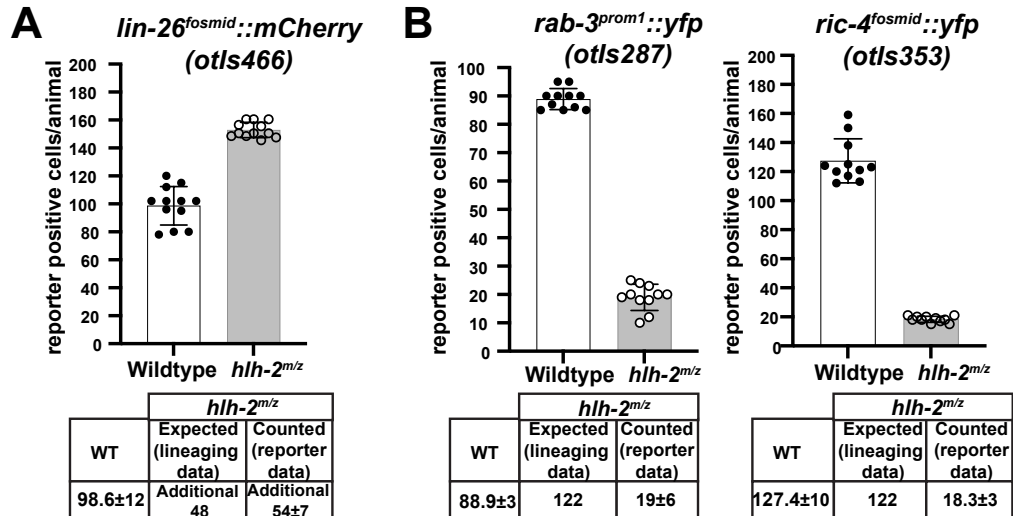 A
lin-26fosmid::mCherry
(otIs466)
reporter positive cells/animal
200
180
160
140
120
100
80
60
40
20
0
Wildtype hlh-2m/z
hlh-2m/z
WT
Expected
(lineaging
data)
Counted
(reporter
data)
98.6±12
Additional
48
Additional
54±7
B
rab-3prom1::yfp
(otIs287)
reporter positive cells/animal
100
90
80
70
60
50
40
30
20
10
0
Wildtype hlh-2m/z
hlh-2m/z
WT
Expected
(lineaging
data)
Counted
(reporter
data)
88.9±3
122
19±6
ric-4fosmid::yfp
(otIs353)
reporter positive cells/animal
200
180
160
140
120
100
80
60
40
20
0
Wildtype hlh-2m/z
hlh-2m/z
WT
Expected
(lineaging
data)
Counted
(reporter
data)
127.4±10
122
18.3±3